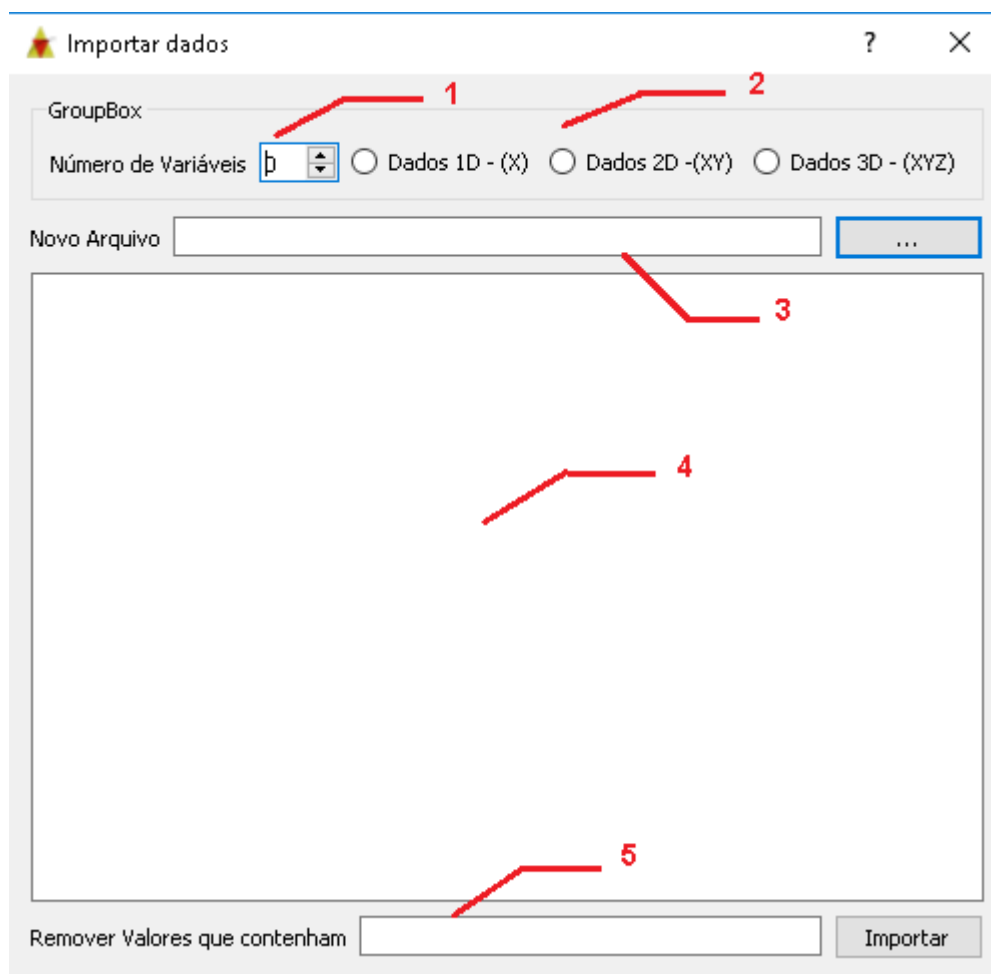 Importar dados ? ×
1 2
GroupBox
Número de Variáveis 0 Dados 1D - (X) Dados 2D -(XY) Dados 3D - (XYZ)
Novo Arquivo ...
3
4
5
Remover Valores que contenham Importar